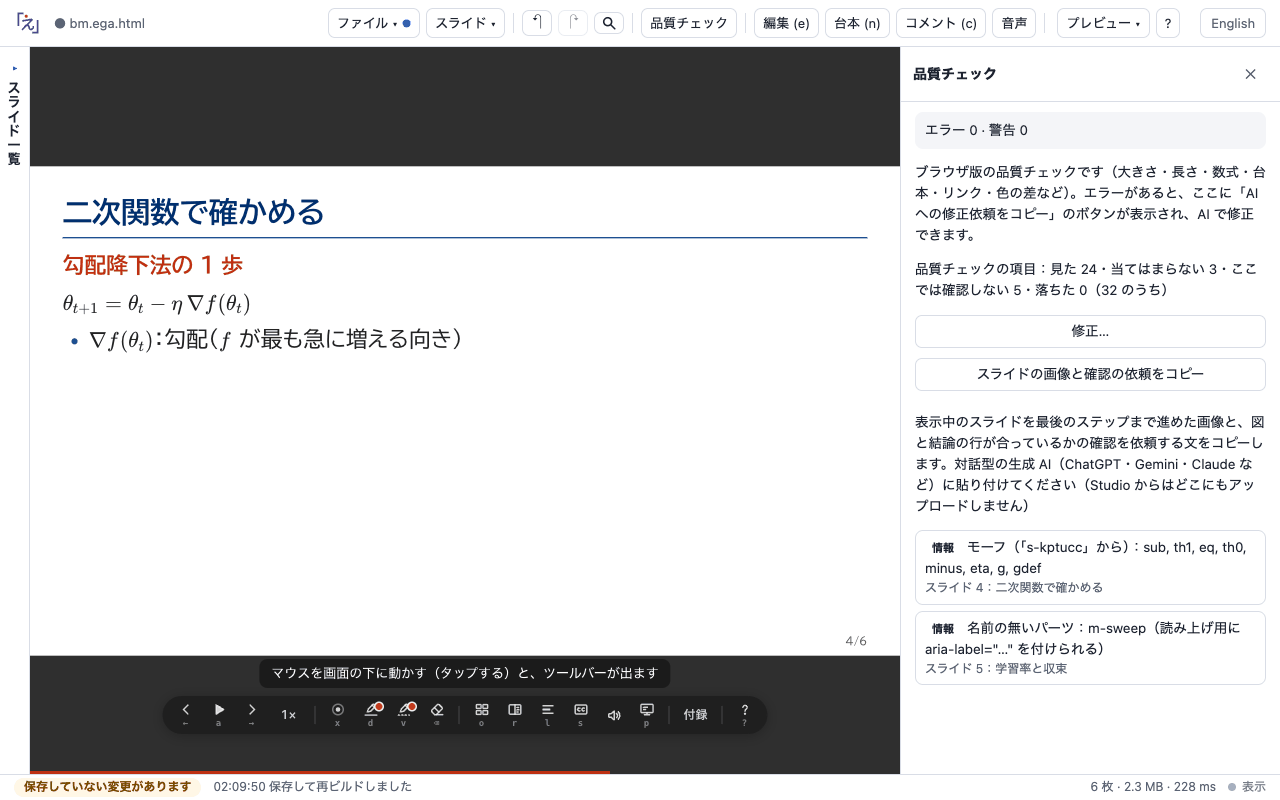 えbm.ega.html
ファイル
スライド
品質チェック
編集 (e)
台本 (n)
コメント (c)
音声
プレビュー
?
English
スライド一覧
二次関数で確かめる
勾配降下法の 1 歩
θ_{t+1} = θ_t − η ∇f(θ_t)
• ∇f(θ_t)：勾配（f が最も急に増える向き）
4/6
マウスを画面の下に動かす（タップする）と、ツールバーが出ます
1×
付録
?
← a → x d v ⌫ o r l s p ?
品質チェック
エラー 0 · 警告 0
ブラウザ版の品質チェックです（大きさ・長さ・数式・台
本・リンク・色の差など）。エラーがあると、ここに「AI
への修正依頼をコピー」のボタンが表示され、AI で修正
できます。
品質チェックの項目：見た 24・当てはまらない 3・ここ
では確認しない 5・落ちた 0（32 のうち）
修正...
スライドの画像と確認の依頼をコピー
表示中のスライドを最後のステップまで進めた画像と、図
と結論の行が合っているかの確認を依頼する文をコピーし
ます。対話型の生成 AI（ChatGPT・Gemini・Claude な
ど）に貼り付けてください（Studio からはどこにもアッ
プロードしません）
情報 モーフ（「s-kptucc」から）：sub, th1, eq, th0,
minus, eta, g, gdef
スライド 4：二次関数で確かめる
情報 名前の無いパーツ：m-sweep（読み上げ用に
aria-label="..." を付けられる）
スライド 5：学習率と収束
保存していない変更があります
02:09:50 保存して再ビルドしました
6 枚 · 2.3 MB · 228 ms
表示